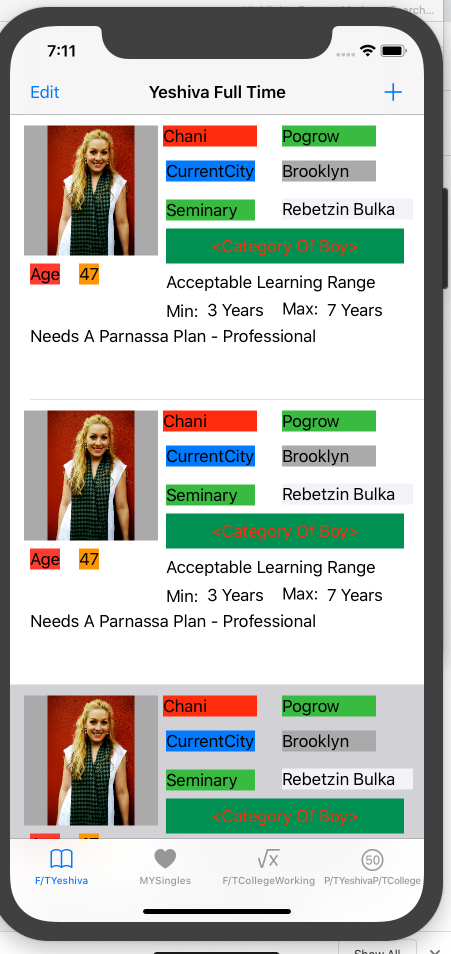 7:11
Edit Yeshiva Full Time +
Chani Pogrow
CurrentCity Brooklyn
Seminary Rebetzin Bulka
<Category Of Boy>
Age 47
Acceptable Learning Range
Min: 3 Years Max: 7 Years
Needs A Parnassa Plan - Professional
Chani Pogrow
CurrentCity Brooklyn
Seminary Rebetzin Bulka
<Category Of Boy>
Age 47
Acceptable Learning Range
Min: 3 Years Max: 7 Years
Needs A Parnassa Plan - Professional
Chani Pogrow
CurrentCity Brooklyn
Seminary Rebetzin Bulka
<Category Of Boy>
√x 50
F/TYeshiva MYSingles F/TCollegeWorking P/TYeshivaP/TCollege
Show All